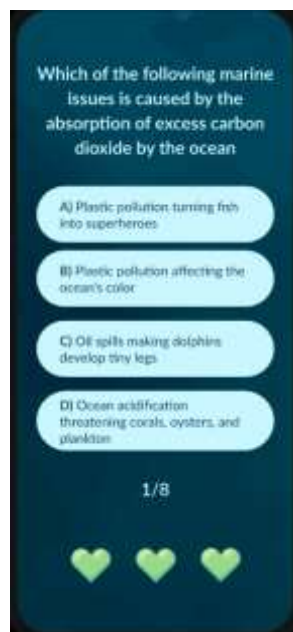 Which of the following marine
issues is caused by the
absorption of excess carbon
dioxide by the ocean
A) Plastic pollution turning fish
into superheroes
B) Plastic pollution affecting the
ocean's color
C) Oil spills making dolphins
develop tiny legs
D) Ocean acidification
threatening corals, oysters, and
plankton
1/8